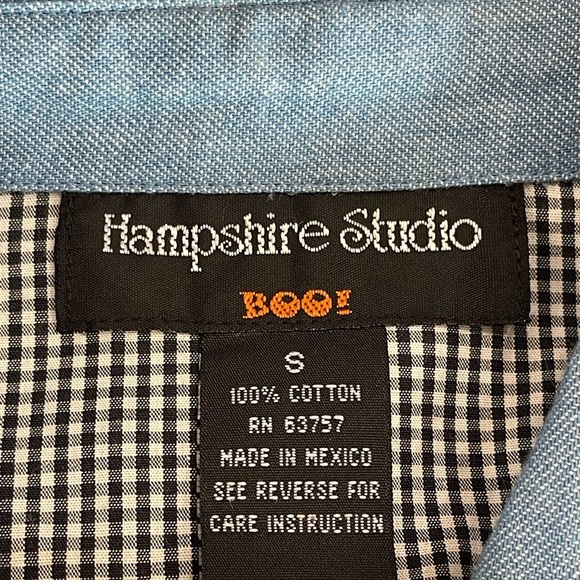 Hampshire Studio
BOO!
S
100% COTTON
RN 63757
MADE IN MEXICO
SEE REVERSE FOR
CARE INSTRUCTION